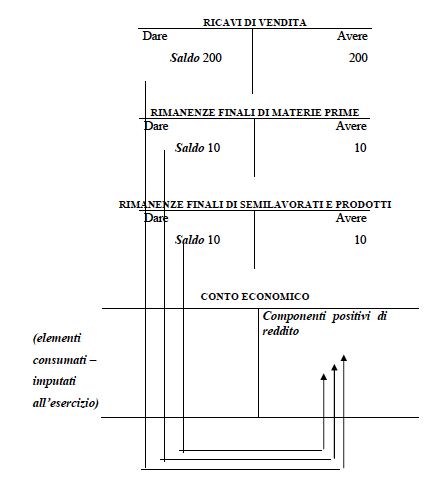 RICAVI DI VENDITA
Dare Avere
Saldo 200 200
RIMANENZE FINALI DI MATERIE PRIME
Dare Avere
Saldo 10 10
RIMANENZE FINALI DI SEMILAVORATI E PRODOTTI
Dare Avere
Saldo 10 10
CONTO ECONOMICO
Componenti positivi di
reddito
(elementi
consumati –
imputati
all'esercizio)